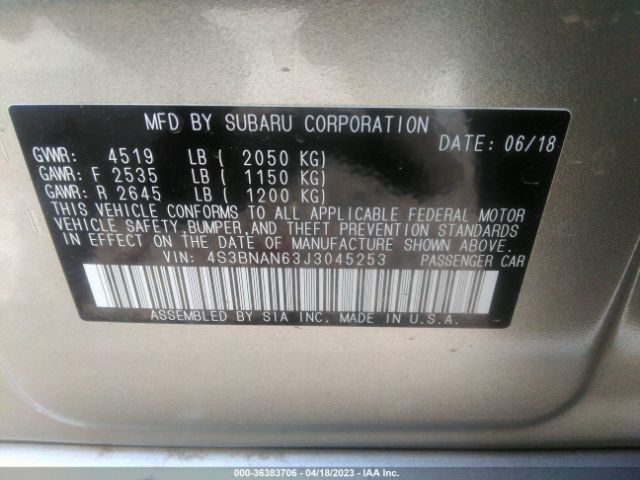 MFD BY SUBARU CORPORATION
DATE: 06/18
GVWR: 4519 LB ( 2050 KG)
GAWR: F 2535 LB ( 1150 KG)
GAWR: R 2645 LB ( 1200 KG)
THIS VEHICLE CONFORMS TO ALL APPLICABLE FEDERAL MOTOR
VEHICLE SAFETY,BUMPER,AND THEFT PREVENTION STANDARDS
IN EFFECT ON THE DATE OF MANUFACTURE SHOWN ABOVE.
VIN: 4S3BNAN63J3045253 PASSENGER CAR
ASSEMBLED BY SIA INC. MADE IN U.S.A.
000-36383706 - 04/18/2023 - IAA Inc.